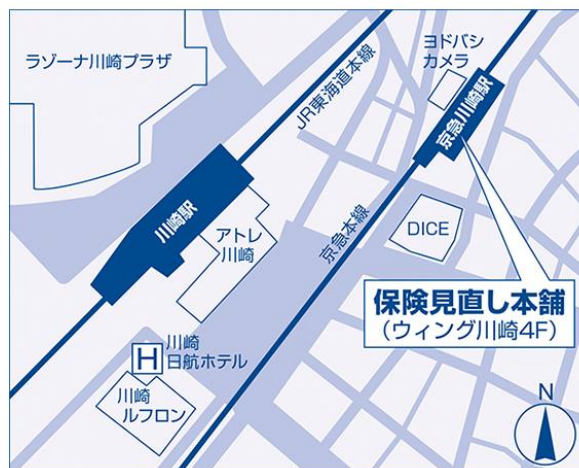 ラゾーナ川崎プラザ
JR東海道本線
ヨドバシ
カメラ
京急川崎駅
川崎駅
アトレ
川崎
京急本線
DICE
保険見直し本舗
(ウィング川崎4F)
H
川崎
日航ホテル
川崎
ルフロン
N